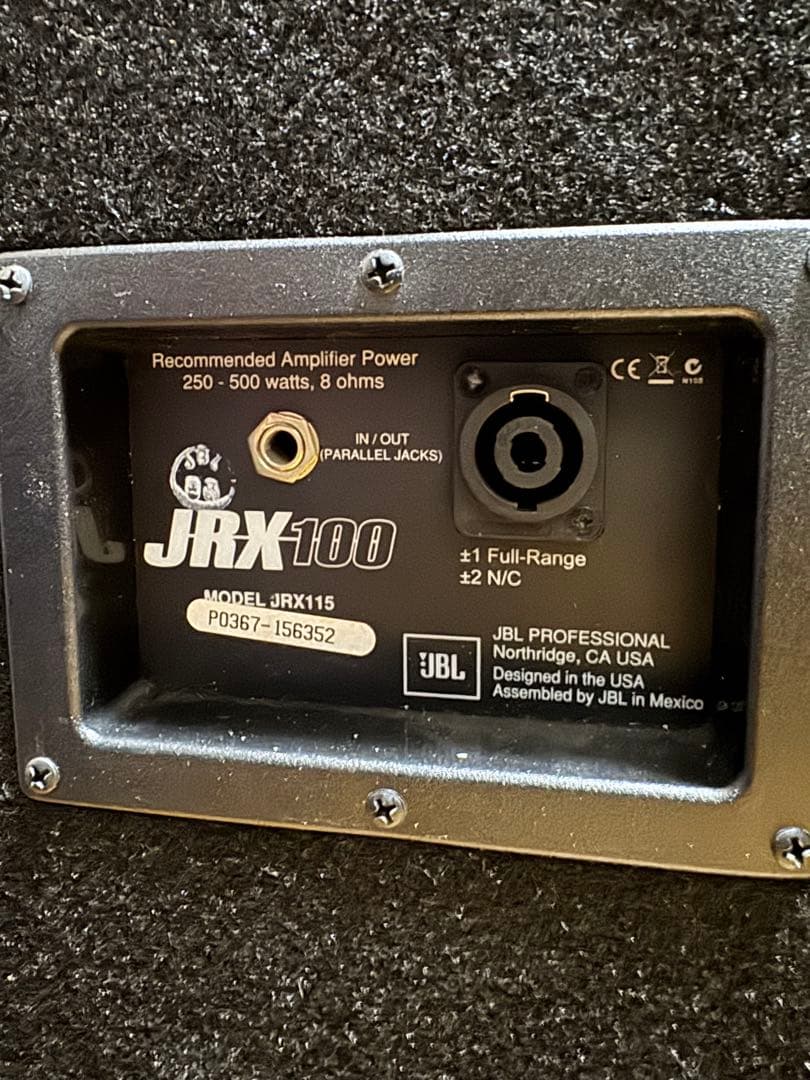 Recommended Amplifier Power
250 - 500 watts, 8 ohms
CE
N108
IN / OUT
(PARALLEL JACKS)
JRX100
±1 Full-Range
±2 N/C
MODEL JRX115
P0367-156352
JBL
JBL PROFESSIONAL
Northridge, CA USA
Designed in the USA
Assembled by JBL in Mexico